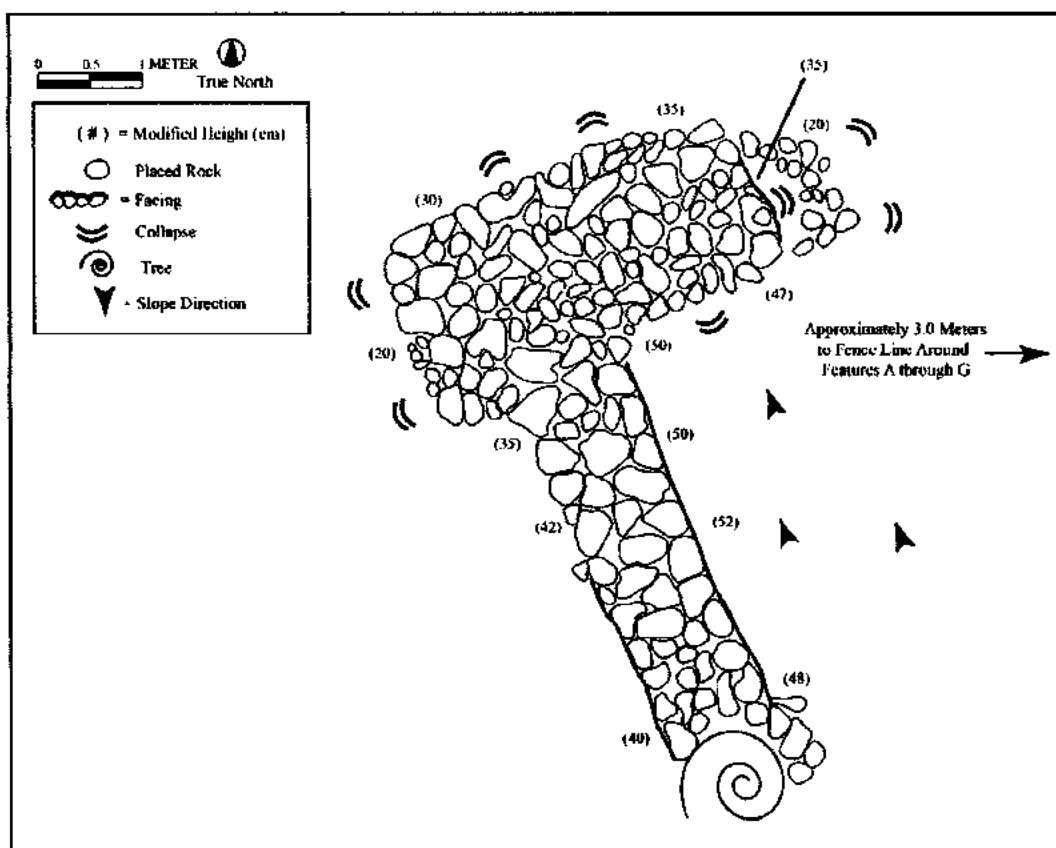 0 0.5 1 METER
True North
(#) = Modified Height (cm)
Placed Rock
= Facing
Collapse
Tree
- Slope Direction
(35)
(35)
(20)
(30)
(47)
(20)
(50)
Approximately 3.0 Meters
to Fence Line Around
Features A through G
(35)
(50)
(42)
(52)
(48)
(40)